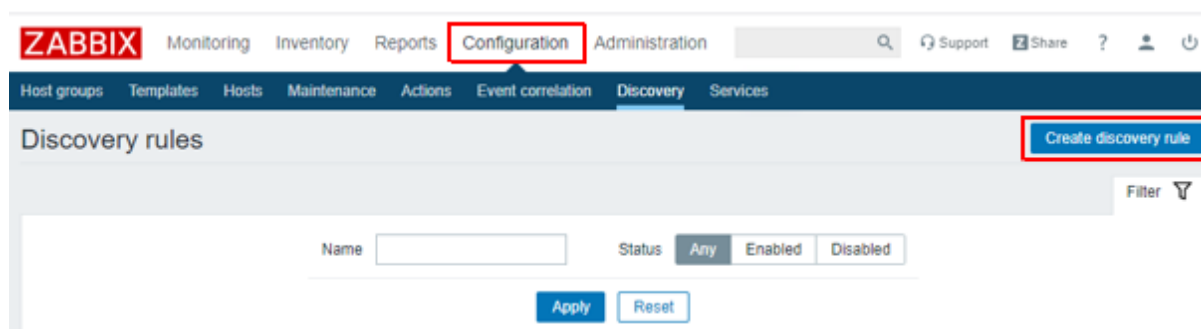 ZABBIX Monitoring Inventory Reports Configuration Administration Support Z Share ?
Host groups Templates Hosts Maintenance Actions Event correlation Discovery Services
Discovery rules Create discovery rule
Filter
Name Status Any Enabled Disabled
Apply Reset